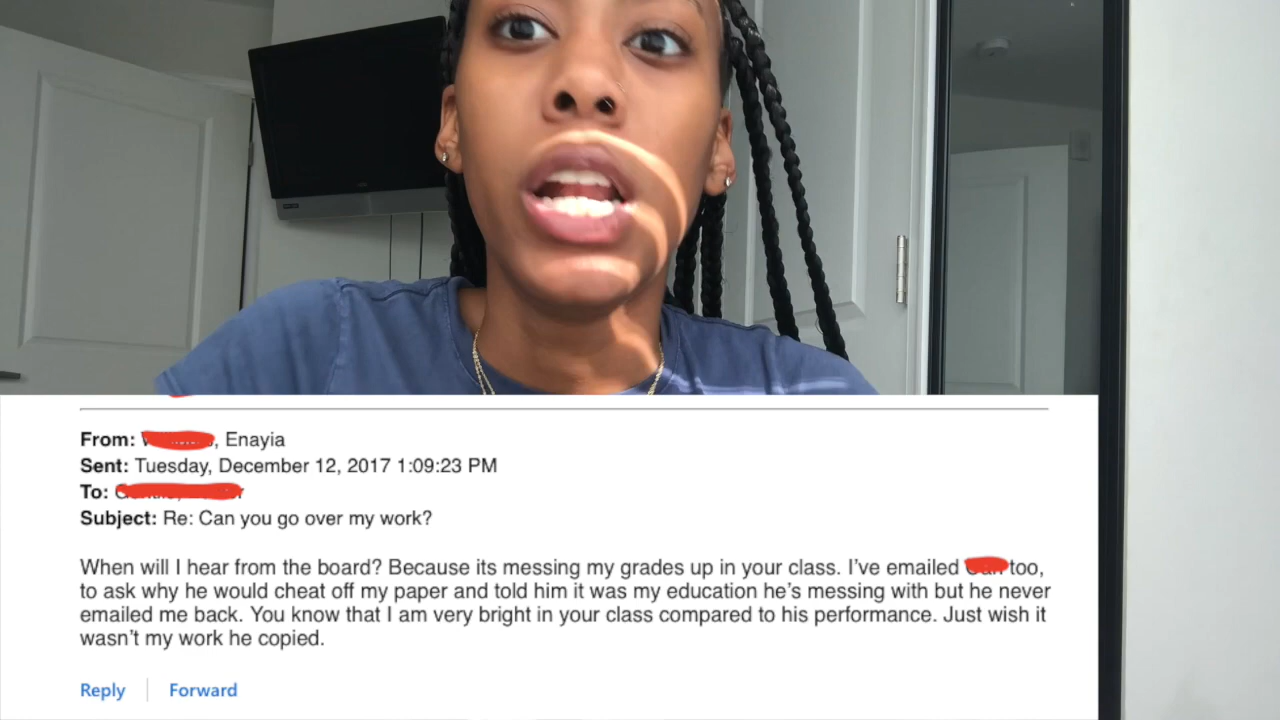 From: , Enayia
Sent: Tuesday, December 12, 2017 1:09:23 PM
To:
Subject: Re: Can you go over my work?
When will I hear from the board? Because its messing my grades up in your class. I’ve emailed too,
to ask why he would cheat off my paper and told him it was my education he’s messing with but he never
emailed me back. You know that I am very bright in your class compared to his performance. Just wish it
wasn’t my work he copied.
Reply Forward